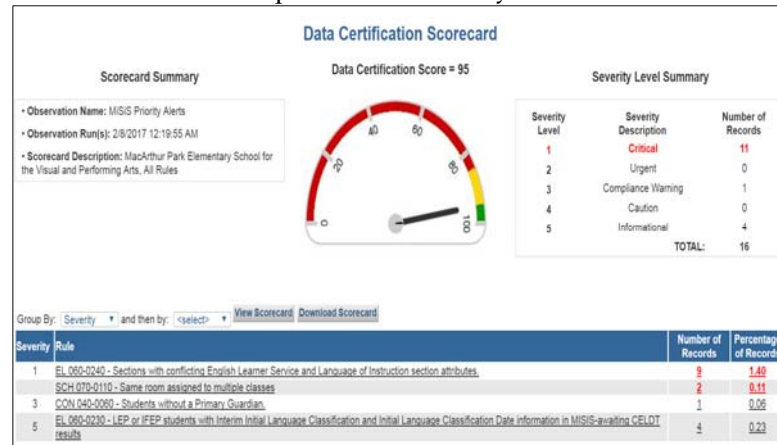 Data Certification Scorecard
Scorecard Summary
• Observation Name: MiSiS Priority Alerts
• Observation Run(s): 2/8/2017 12:19:55 AM
• Scorecard Description: MacArthur Park Elementary School for
the Visual and Performing Arts, All Rules
Data Certification Score = 95
0 20 40 60 80 100
Severity Level Summary
Severity Level Severity Description Number of Records
1 Critical 11
2 Urgent 0
3 Compliance Warning 1
4 Caution 0
5 Informational 4
TOTAL: 16
Group By: Severity and then by: <select> View Scorecard Download Scorecard
Severity Rule Number of Records Percentage of Records
1 EL 060-0240 - Sections with conflicting English Learner Service and Language of Instruction section attributes. 9 1.40
SCH 070-0110 - Same room assigned to multiple classes 2 0.11
3 CON 040-0060 - Students without a Primary Guardian. 1 0.06
5 EL 060-0230 - LEP or IFEP students with Interim Initial Language Classification and Initial Language Classification Date information in MISIS-awaiting CELDT
results 4 0.23